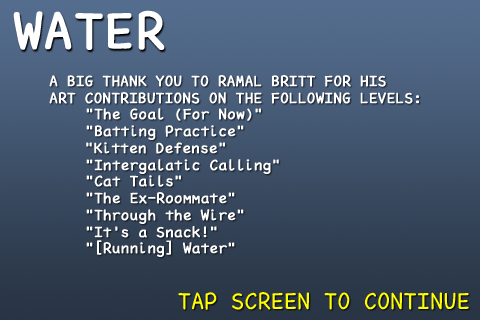 WATER
A BIG THANK YOU TO RAMAL BRITT FOR HIS
ART CONTRIBUTIONS ON THE FOLLOWING LEVELS:
"The Goal (For Now)"
"Batting Practice"
"Kitten Defense"
"Intergalatic Calling"
"Cat Tails"
"The Ex-Roommate"
"Through the Wire"
"It's a Snack!"
"[Running] Water"
TAP SCREEN TO CONTINUE